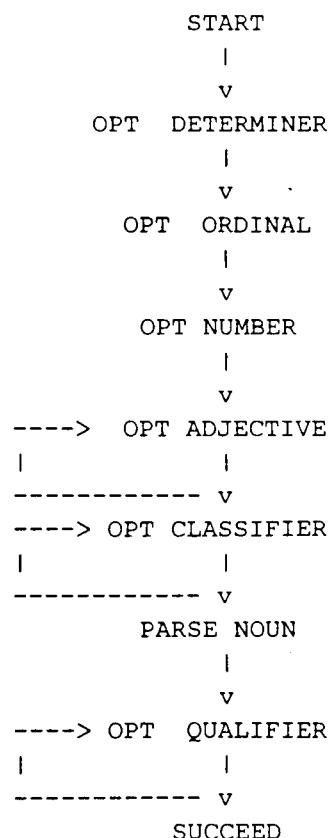 START
|
v
OPT DETERMINER
|
v
OPT ORDINAL
|
v
OPT NUMBER
|
v
----> OPT ADJECTIVE
| |
------------ v
----> OPT CLASSIFIER
| |
------------ v
PARSE NOUN
|
v
----> OPT QUALIFIER
| |
------------ v
SUCCEED